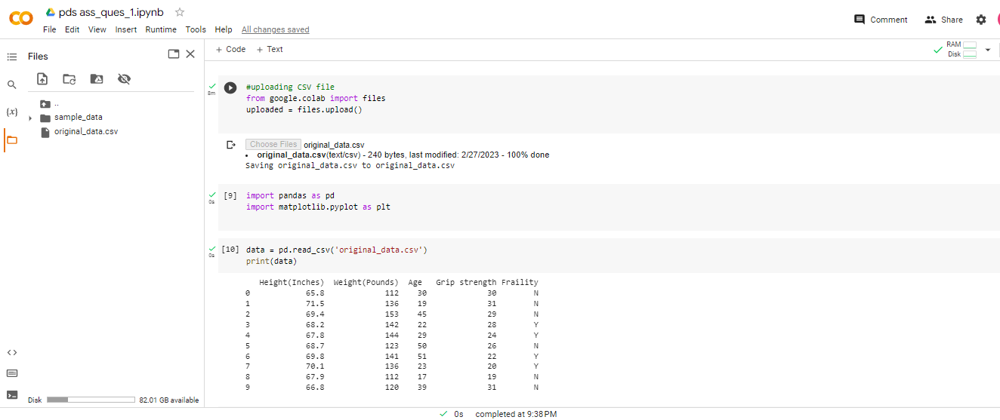 pds ass_ques_1.ipynb
File Edit View Insert Runtime Tools Help All changes saved
Comment Share
Files
+ Code + Text
RAM
Disk
{x}
..
sample_data
original_data.csv
8m
#uploading CSV file
from google.colab import files
uploaded = files.upload()
Choose Files original_data.csv
• original_data.csv(text/csv) - 240 bytes, last modified: 2/27/2023 - 100% done
Saving original_data.csv to original_data.csv
0s
[9] import pandas as pd
import matplotlib.pyplot as plt
0s
[10] data = pd.read_csv('original_data.csv')
print(data)
Height(Inches) Weight(Pounds) Age Grip strength Fraility
0 65.8 112 30 30 N
1 71.5 136 19 31 N
2 69.4 153 45 29 N
3 68.2 142 22 28 Y
4 67.8 144 29 24 Y
5 68.7 123 50 26 N
6 69.8 141 51 22 Y
7 70.1 136 23 20 Y
8 67.9 112 17 19 N
9 66.8 120 39 31 N
Disk 82.01 GB available
0s completed at 9:38 PM